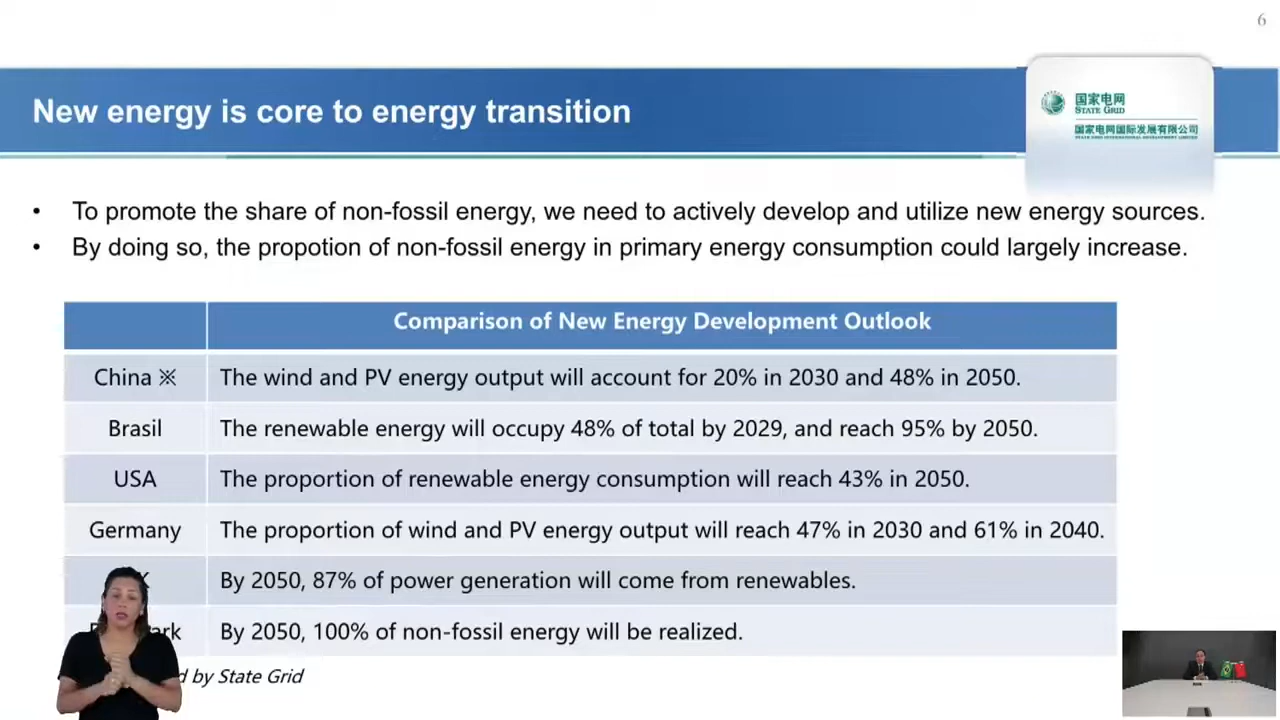 6
New energy is core to energy transition
国家电网
STATE GRID
国家电网国际发展有限公司
STATE GRID INTERNATIONAL DEVELOPMENT LIMITED
• To promote the share of non-fossil energy, we need to actively develop and utilize new energy sources.
• By doing so, the propotion of non-fossil energy in primary energy consumption could largely increase.
Comparison of New Energy Development Outlook
China ※ The wind and PV energy output will account for 20% in 2030 and 48% in 2050.
Brasil The renewable energy will occupy 48% of total by 2029, and reach 95% by 2050.
USA The proportion of renewable energy consumption will reach 43% in 2050.
Germany The proportion of wind and PV energy output will reach 47% in 2030 and 61% in 2040.
By 2050, 87% of power generation will come from renewables.
By 2050, 100% of non-fossil energy will be realized.
by State Grid